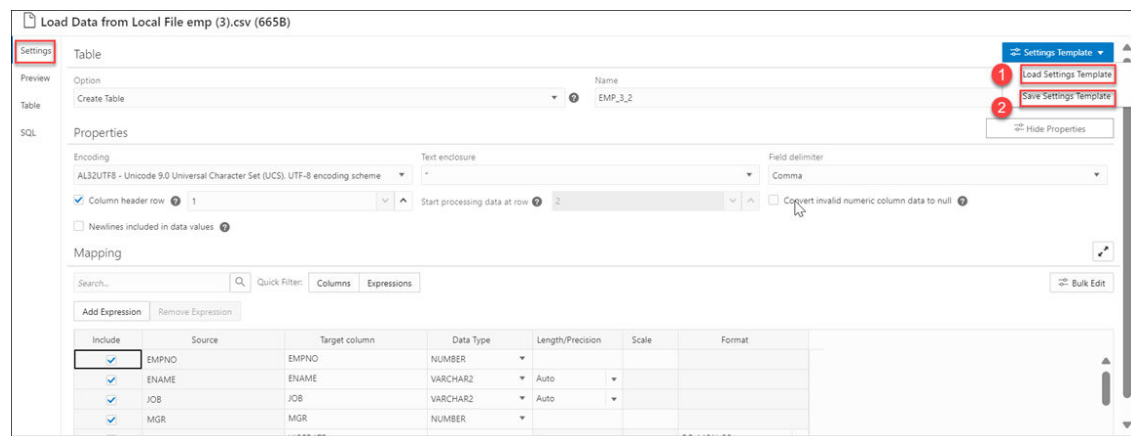 Load Data from Local File emp (3).csv (665B)
Settings
Table
Settings Template
Preview
Option
Name
1
Load Settings Template
Table
Create Table
EMP_3_2
2
Save Settings Template
SQL
Properties
Hide Properties
Encoding
Text enclosure
Field delimiter
AL32UTF8 - Unicode 9.0 Universal Character Set (UCS), UTF-8 encoding scheme
"
Comma
Column header row
1
Start processing data at row
2
Convert invalid numeric column data to null
Newlines included in data values
Mapping
Search...
Quick Filter:
Columns
Expressions
Bulk Edit
Add Expression
Remove Expression
Include Source Target column Data Type Length/Precision Scale Format
EMPNO EMPNO NUMBER
ENAME ENAME VARCHAR2 Auto
JOB JOB VARCHAR2 Auto
MGR MGR NUMBER